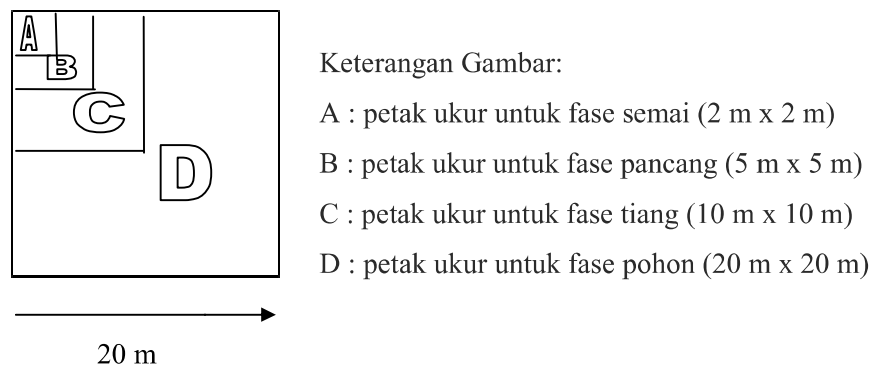 A
B
C
D
20 m
Keterangan Gambar:
A : petak ukur untuk fase semai (2 m x 2 m)
B : petak ukur untuk fase pancang (5 m x 5 m)
C : petak ukur untuk fase tiang (10 m x 10 m)
D : petak ukur untuk fase pohon (20 m x 20 m)